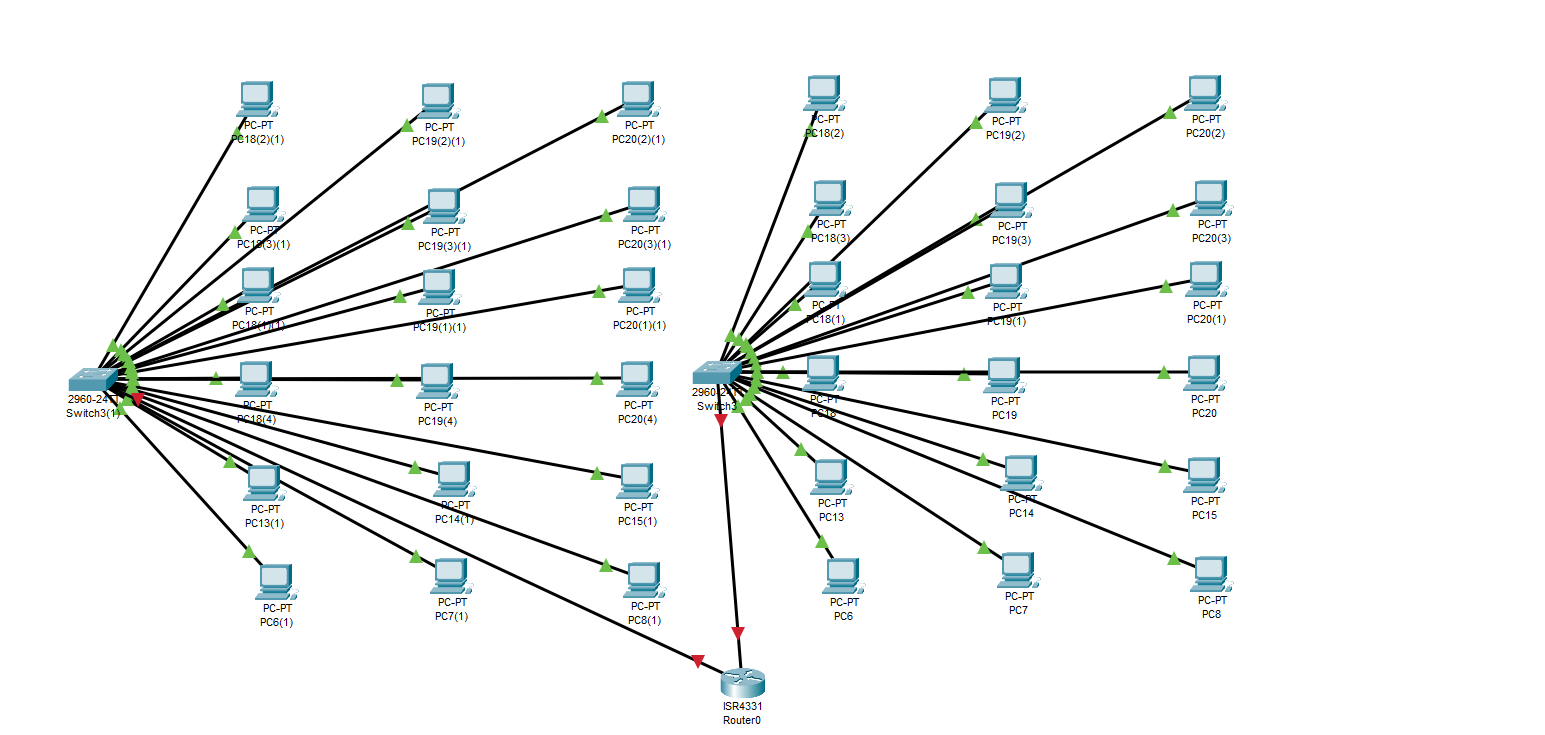 PC-PT
PC18(2)(1)
PC-PT
PC19(2)(1)
PC-PT
PC20(2)(1)
PC-PT
PC18(2)
PC-PT
PC19(2)
PC-PT
PC20(2)
PC-PT
PC18(3)(1)
PC-PT
PC19(3)(1)
PC-PT
PC20(3)(1)
PC-PT
PC18(3)
PC-PT
PC19(3)
PC-PT
PC20(3)
PC-PT
PC18(1)(1)
PC-PT
PC19(1)(1)
PC-PT
PC20(1)(1)
PC-PT
PC18(1)
PC-PT
PC19(1)
PC-PT
PC20(1)
2960-24TT
Switch3(1)
PC-PT
PC18(4)
PC-PT
PC19(4)
PC-PT
PC20(4)
2960-24TT
Switch3
PC-PT
PC18
PC-PT
PC19
PC-PT
PC20
PC-PT
PC13(1)
PC-PT
PC14(1)
PC-PT
PC15(1)
PC-PT
PC13
PC-PT
PC14
PC-PT
PC15
PC-PT
PC6(1)
PC-PT
PC7(1)
PC-PT
PC8(1)
PC-PT
PC6
PC-PT
PC7
PC-PT
PC8
ISR4331
Router0